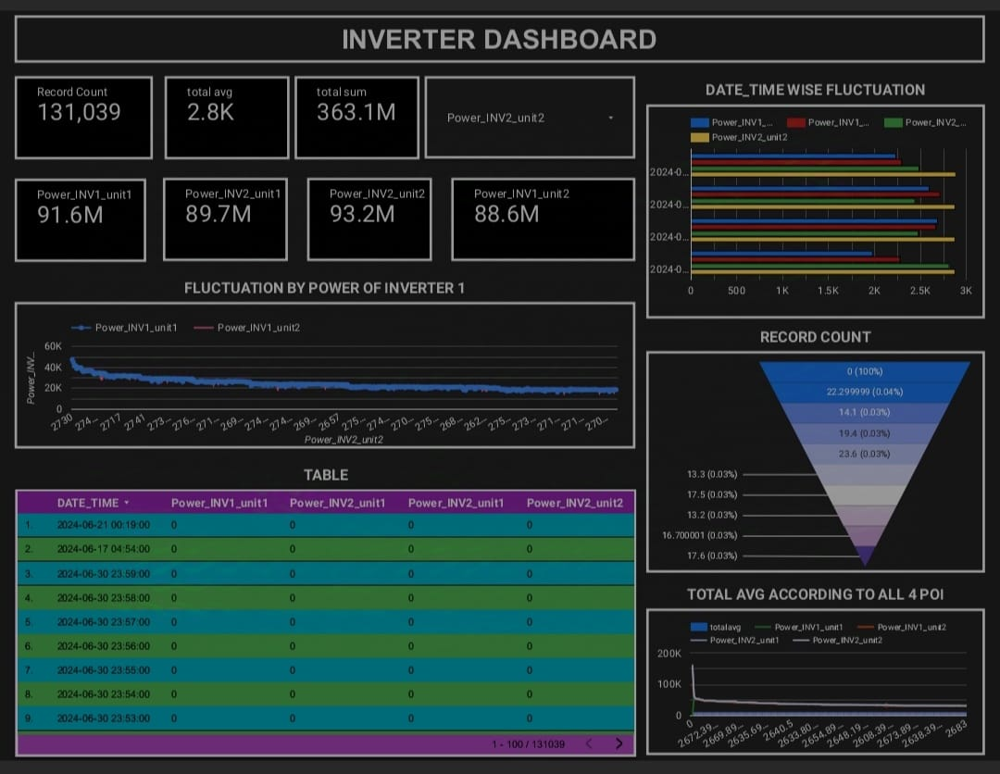 INVERTER DASHBOARD
Record Count
131,039
total avg
2.8K
total sum
363.1M
Power_INV2_unit2
Power_INV1_unit1
91.6M
Power_INV2_unit1
89.7M
Power_INV2_unit2
93.2M
Power_INV1_unit2
88.6M
DATE_TIME WISE FLUCTUATION
Power_INV1_... Power_INV1_... Power_INV2_...
Power_INV2_unit2
2024-0...
2024-0...
2024-0...
2024-0...
0 500 1K 1.5K 2K 2.5K 3K
FLUCTUATION BY POWER OF INVERTER 1
Power_INV1_unit1 Power_INV1_unit2
Power_INV...
60K
40K
20K
0
2730 274... 2717 2741 273... 276... 271... 269... 274... 269... 2657 275... 274... 270... 275... 268... 262... 275... 273... 271... 271... 270...
Power_INV2_unit2
RECORD COUNT
0 (100%)
22.299999 (0.04%)
14.1 (0.03%)
19.4 (0.03%)
23.6 (0.03%)
13.3 (0.03%)
17.5 (0.03%)
13.2 (0.03%)
16.700001 (0.03%)
17.6 (0.03%)
TABLE
DATE_TIME Power_INV1_unit1 Power_INV2_unit1 Power_INV2_unit1 Power_INV2_unit2
1. 2024-06-21 00:19:00 0 0 0 0
2. 2024-06-17 04:54:00 0 0 0 0
3. 2024-06-30 23:59:00 0 0 0 0
4. 2024-06-30 23:58:00 0 0 0 0
5. 2024-06-30 23:57:00 0 0 0 0
6. 2024-06-30 23:56:00 0 0 0 0
7. 2024-06-30 23:55:00 0 0 0 0
8. 2024-06-30 23:54:00 0 0 0 0
9. 2024-06-30 23:53:00 0 0 0 0
1 - 100 / 131039
TOTAL AVG ACCORDING TO ALL 4 POI
totalavg Power_INV1_unit1 Power_INV1_unit2
Power_INV2_unit1 Power_INV2_unit2
200K
100K
0
0 2672.39... 2669.89... 2635.69... 2640.5 2633.80... 2654.89... 2648.19... 2608.39... 2673.89... 2638.39... 2683